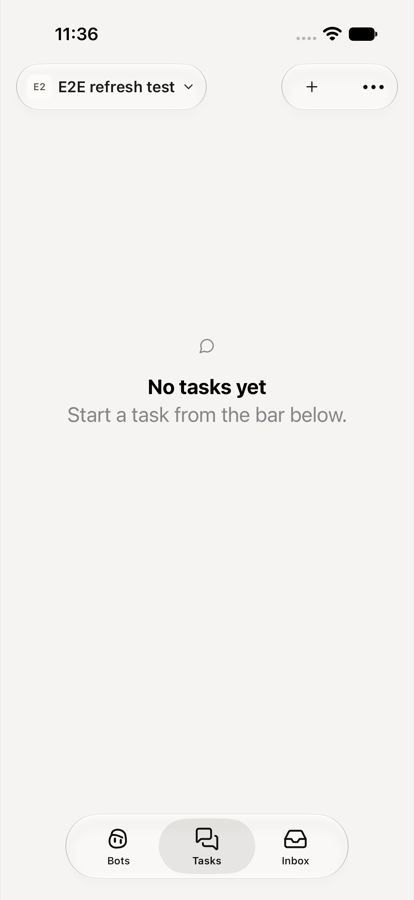 11:36
E2 E2E refresh test
No tasks yet
Start a task from the bar below.
Bots Tasks Inbox